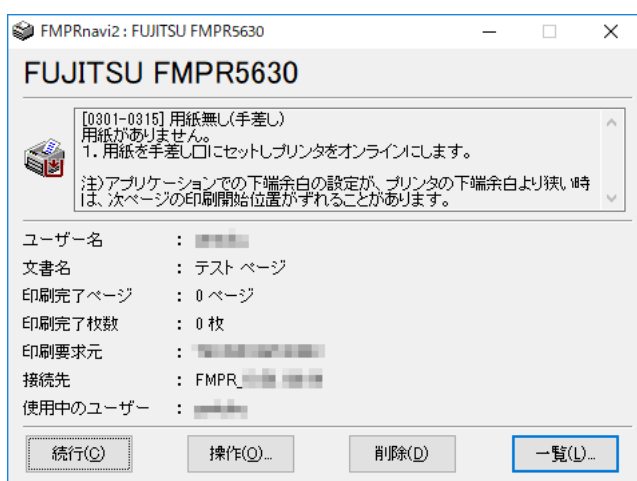 FMPRnavi2 : FUJITSU FMPR5630
FUJITSU FMPR5630
[0301-0315] 用紙無し(手差し)
用紙がありません。
1. 用紙を手差し口にセットしプリンタをオンラインにします。
注)アプリケーションでの下端余白の設定が、プリンタの下端余白より狭い時
は、次ページの印刷開始位置がずれることがあります。
ユーザー名 :
文書名 : テスト ページ
印刷完了ページ : 0 ページ
印刷完了枚数 : 0 枚
印刷要求元 :
接続先 : FMPR_
使用中のユーザー :
続行(C) 操作(O)... 削除(D) 一覧(L)...